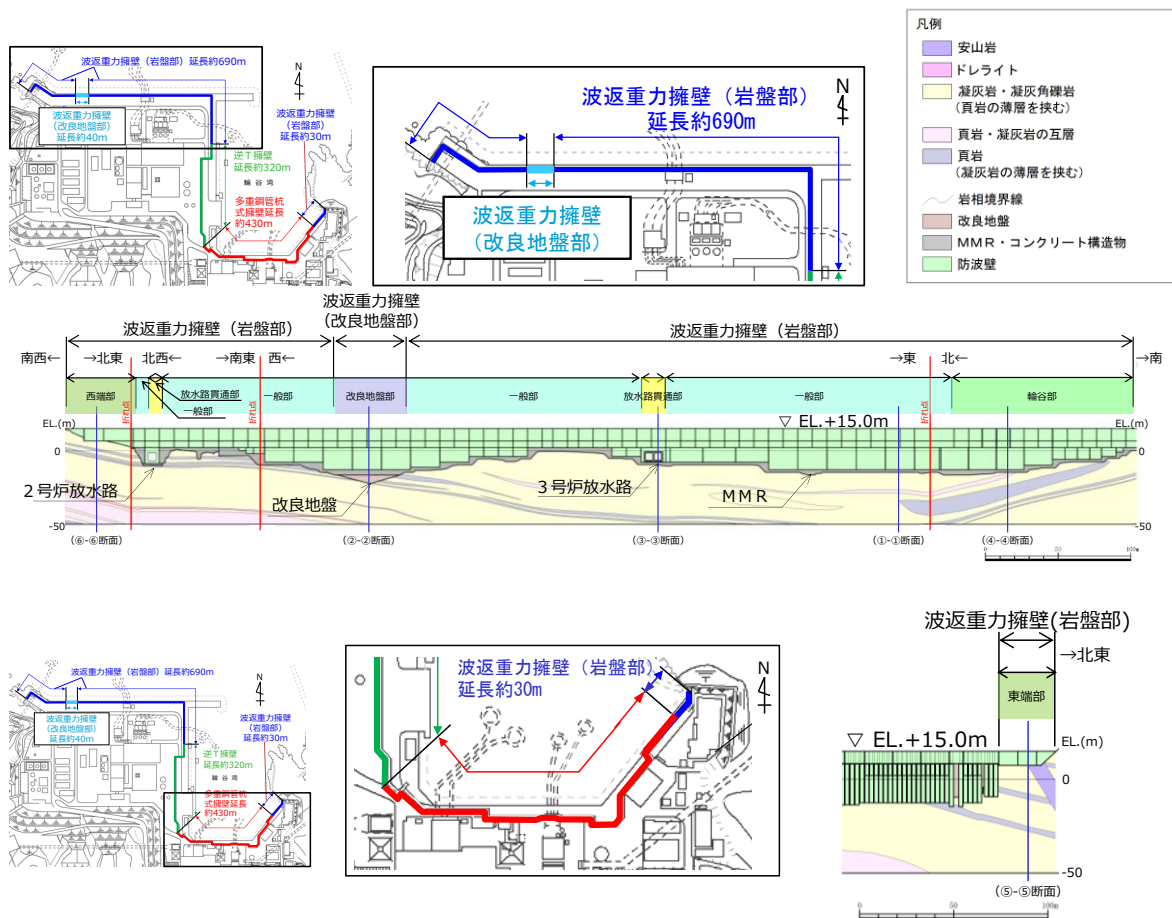 波返重力擁壁（岩盤部）延長約690m
N
波返重力擁壁
（改良地盤部）
延長約40m
波返重力擁壁
（岩盤部）
延長約30m
逆Ｔ擁壁
延長約320m
輪谷湾
多重鋼管杭
式擁壁延長
約430m
波返重力擁壁（岩盤部）
延長約690m
N
波返重力擁壁
（改良地盤部）
凡例
安山岩
ドレライト
凝灰岩・凝灰角礫岩
（頁岩の薄層を挟む）
頁岩・凝灰岩の互層
頁岩
（凝灰岩の薄層を挟む）
岩相境界線
改良地盤
ＭＭＲ・コンクリート構造物
防波壁
波返重力擁壁（岩盤部）
波返重力擁壁
（改良地盤部）
波返重力擁壁（岩盤部）
南西←
→北東
北西←
→南東
西←
→東
北←
→南
西端部
放水路貫通部
一般部
一般部
改良地盤部
一般部
放水路貫通部
一般部
輪谷部
折れ点
折れ点
折れ点
▽ EL.+15.0m
EL.(m)
0
-50
EL.(m)
0
-50
２号炉放水路
改良地盤
３号炉放水路
ＭＭＲ
(⑥-⑥断面)
(②-②断面)
(③-③断面)
(①-①断面)
(④-④断面)
0
50
100m
波返重力擁壁（岩盤部）延長約690m
N
波返重力擁壁
（改良地盤部）
延長約40m
波返重力擁壁
（岩盤部）
延長約30m
逆Ｔ擁壁
延長約320m
輪谷湾
多重鋼管杭
式擁壁延長
約430m
波返重力擁壁（岩盤部）
延長約30m
N
波返重力擁壁(岩盤部)
→北東
東端部
▽ EL.+15.0m
EL.(m)
0
-50
(⑤-⑤断面)
0
50
100m